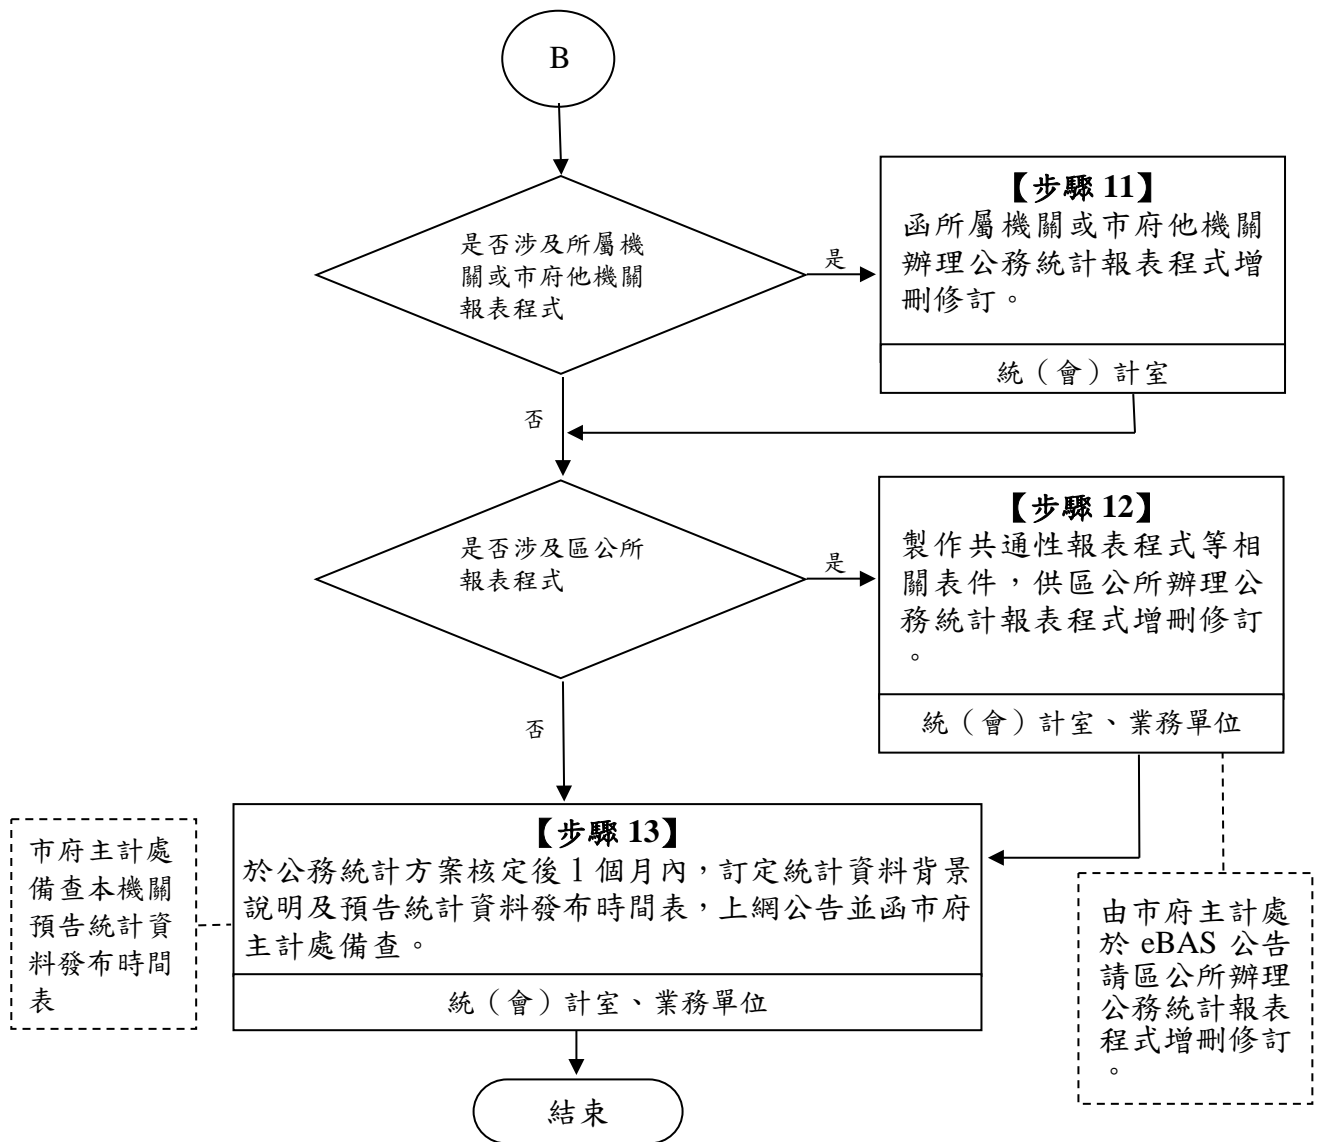 B
是否涉及所屬機
關或市府他機關
報表程式
是
【步驟 11】
函所屬機關或市府他機關
辦理公務統計報表程式增
刪修訂。
統（會）計室
否
是否涉及區公所
報表程式
是
【步驟 12】
製作共通性報表程式等相
關表件，供區公所辦理公
務統計報表程式增刪修訂
。
統（會）計室、業務單位
否
市府主計處
備查本機關
預告統計資
料發布時間
表
【步驟 13】
於公務統計方案核定後 1 個月內，訂定統計資料背景
說明及預告統計資料發布時間表，上網公告並函市府
主計處備查。
統（會）計室、業務單位
由市府主計處
於 eBAS 公告
請區公所辦理
公務統計報表
程式增刪修訂
。
結束